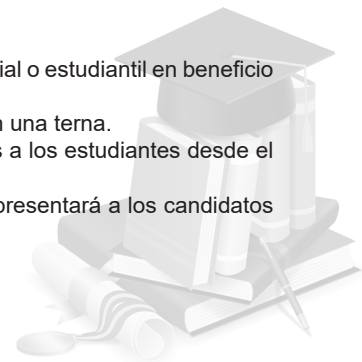 ial o estudiantil en beneficio
una terna.
s a los estudiantes desde el
presentará a los candidatos